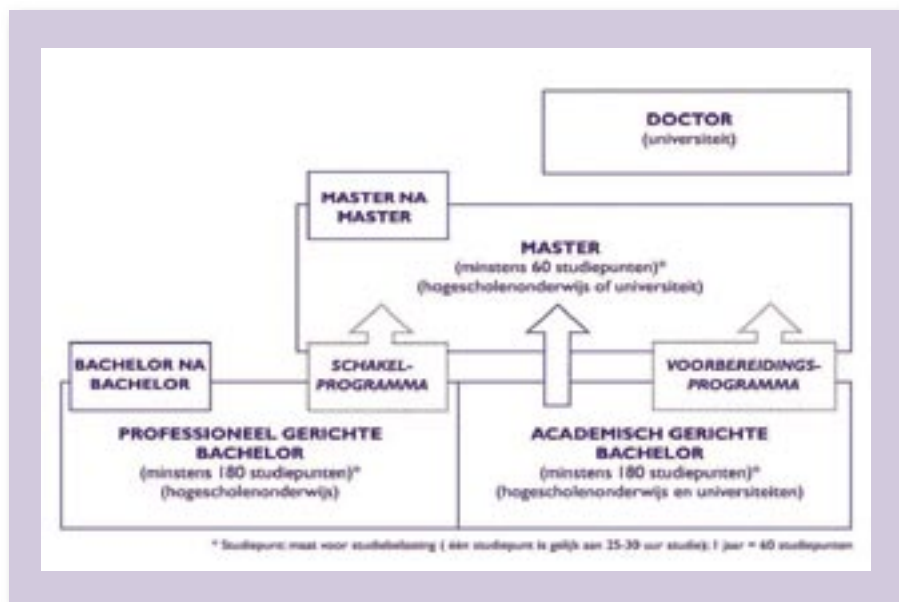 DOCTOR
(universiteit)
MASTER NA
MASTER
MASTER
(minstens 60 studiepunten)*
(hogescholenonderwijs of universiteit)
BACHELOR NA
BACHELOR
SCHAKEL-
PROGRAMMA
VOORBEREIDINGS-
PROGRAMMA
PROFESSIONEEL GERICHTE
BACHELOR
(minstens 180 studiepunten)*
(hogescholenonderwijs)
ACADEMISCH GERICHTE
BACHELOR
(minstens 180 studiepunten)*
(hogescholenonderwijs en universiteiten)
* Studiepunt: maat voor studiebelasting ( één studiepunt is gelijk aan 25-30 uur studie); 1 jaar = 60 studiepunten